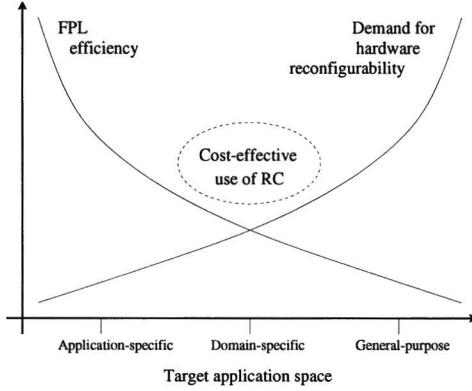 FPL
efficiency
Demand for
hardware
reconfigurability
Cost-effective
use of RC
Application-specific
Domain-specific
General-purpose
Target application space